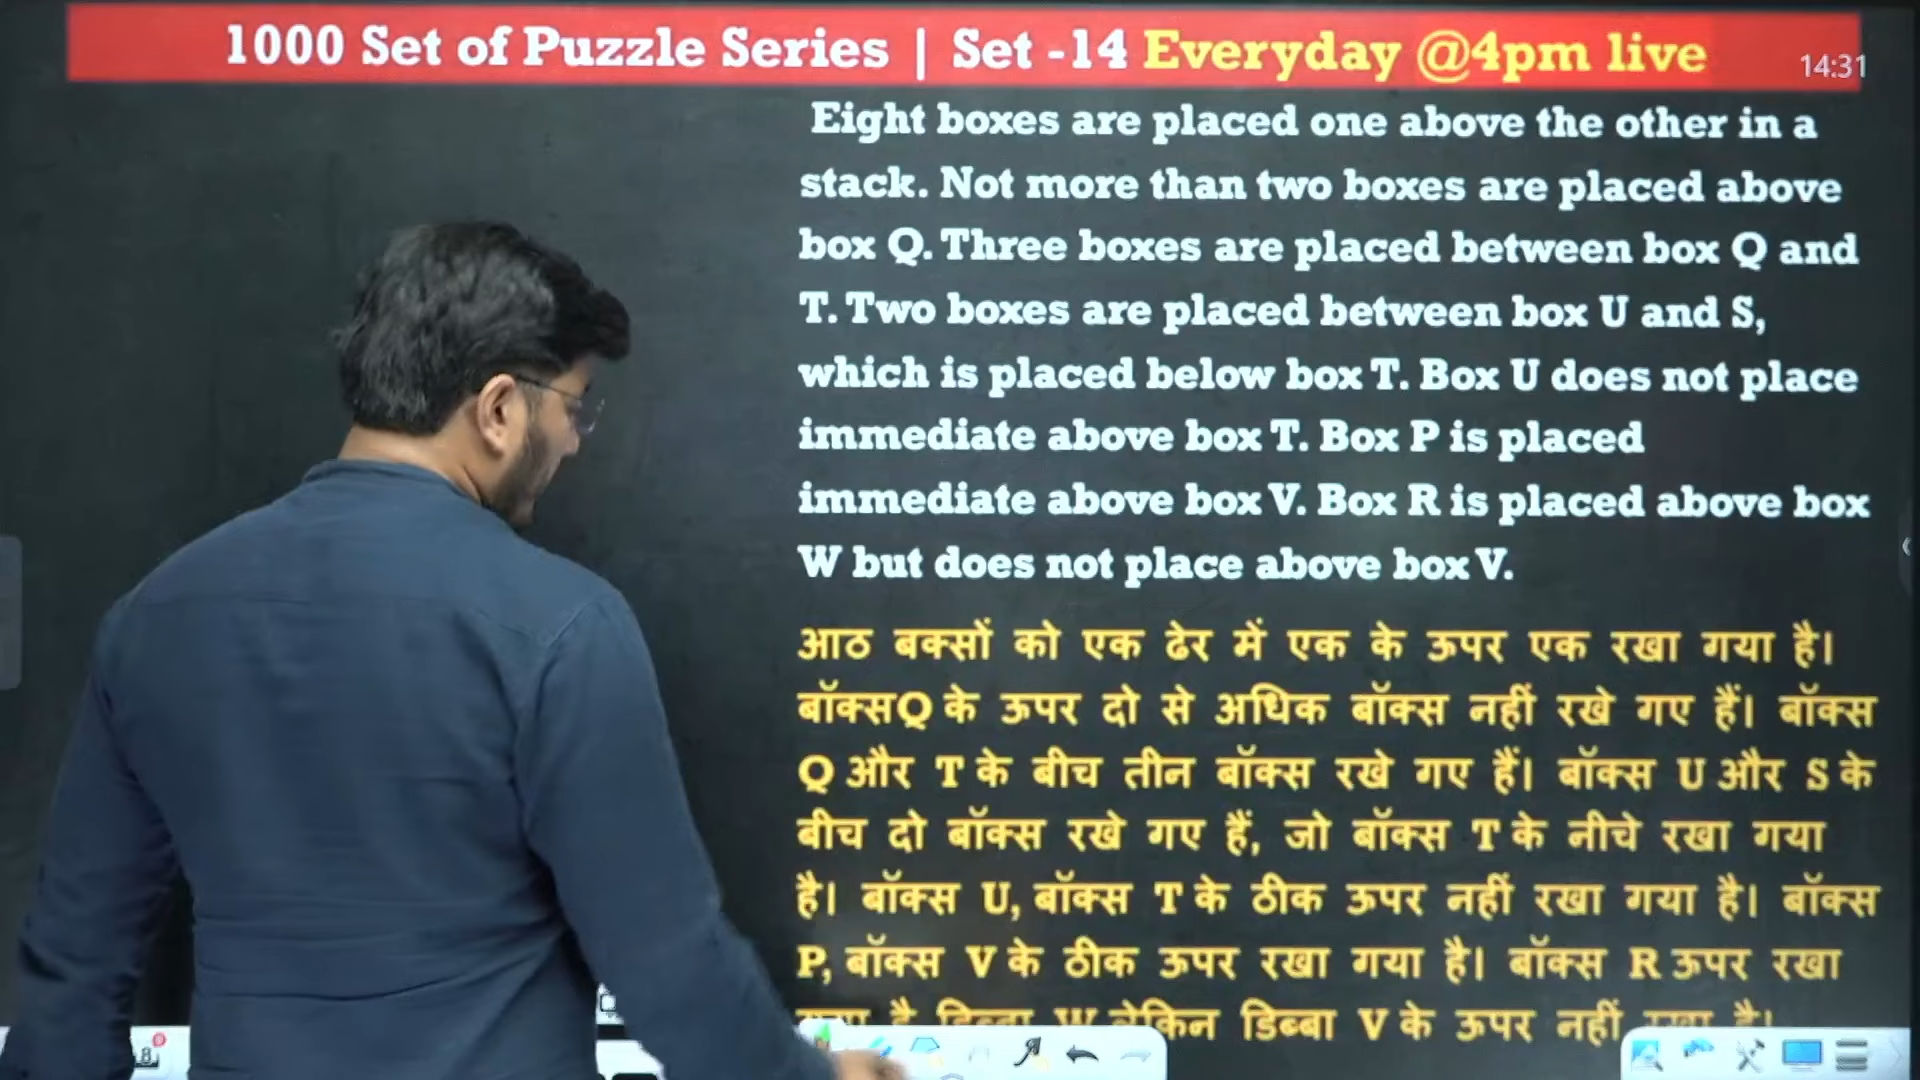 1000 Set of Puzzle Series | Set -14 Everyday @4pm live
14:31
Eight boxes are placed one above the other in a
stack. Not more than two boxes are placed above
box Q. Three boxes are placed between box Q and
T. Two boxes are placed between box U and S,
which is placed below box T. Box U does not place
immediate above box T. Box P is placed
immediate above box V. Box R is placed above box
W but does not place above box V.
आठ बक्सों को एक ढेर में एक के ऊपर एक रखा गया है।
बॉक्सQ के ऊपर दो से अधिक बॉक्स नहीं रखे गए हैं। बॉक्स
Q और T के बीच तीन बॉक्स रखे गए हैं। बॉक्स U और S के
बीच दो बॉक्स रखे गए हैं, जो बॉक्स T के नीचे रखा गया
है। बॉक्स U, बॉक्स T के ठीक ऊपर नहीं रखा गया है। बॉक्स
P, बॉक्स V के ठीक ऊपर रखा गया है। बॉक्स R ऊपर रखा
गया है डिब्बा W लेकिन डिब्बा V के ऊपर नहीं रखा है।